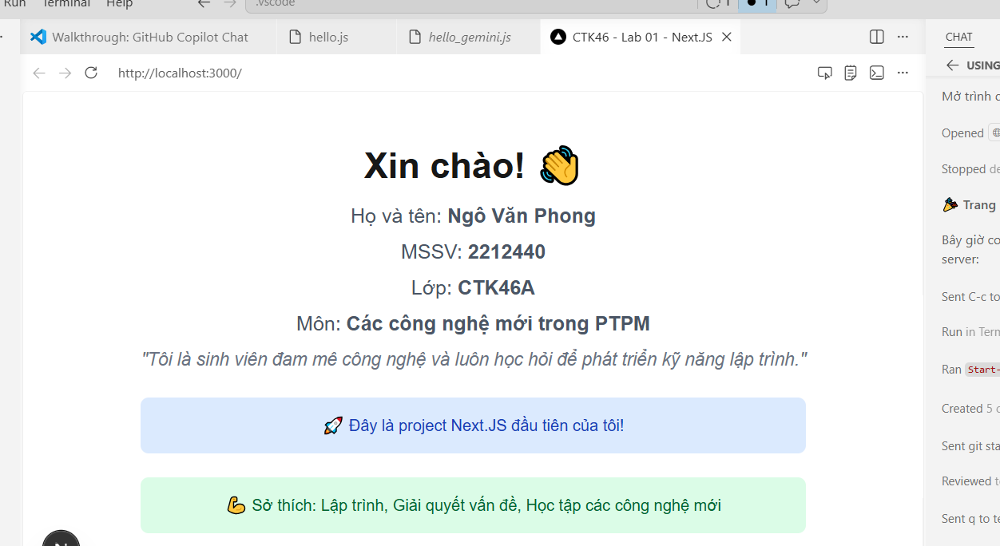 Run Terminal Help .vscode 1 1
Walkthrough: GitHub Copilot Chat hello.js hello_gemini.js CTK46 - Lab 01 - Next.JS
http://localhost:3000/
Xin chào! 👋
Họ và tên: Ngô Văn Phong
MSSV: 2212440
Lớp: CTK46A
Môn: Các công nghệ mới trong PTPM
"Tôi là sinh viên đam mê công nghệ và luôn học hỏi để phát triển kỹ năng lập trình."
🚀 Đây là project Next.JS đầu tiên của tôi!
💪 Sở thích: Lập trình, Giải quyết vấn đề, Học tập các công nghệ mới
CHAT
USING
Mở trình
Opened
Stopped
🎉 Trang
Bây giờ
server:
Sent C-c to
Run in
Ran Start-
Created 5
Sent git
Reviewed
Sent q to